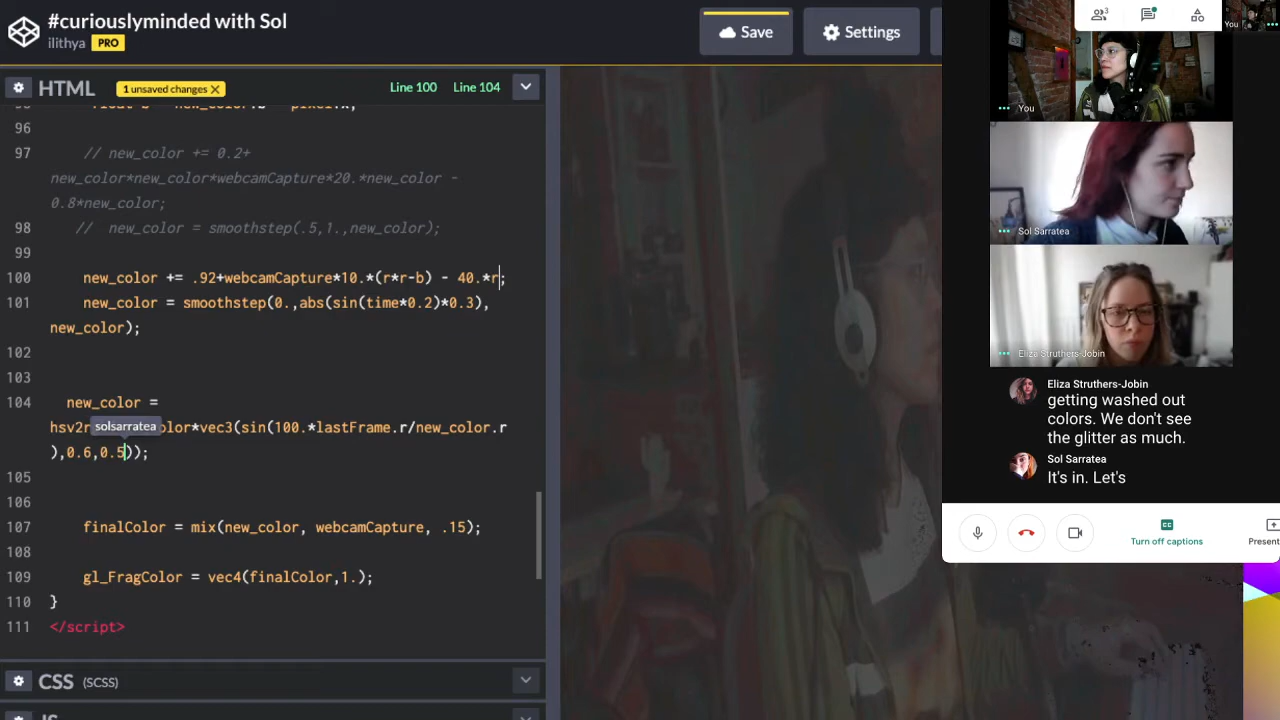 #curiouslyminded with Sol
ilithya PRO
Save
Settings
HTML
1 unsaved changes X
Line 100
Line 104
96
97 // new_color += 0.2+
new_color*new_color*webcamCapture*20.*new_color -
0.8*new_color;
98 // new_color = smoothstep(.5,1.,new_color);
99
100 new_color += .92+webcamCapture*10.*(r*r-b) - 40.*r;
101 new_color = smoothstep(0.,abs(sin(time*0.2)*0.3),
new_color);
102
103
104 new_color =
solsarratea
olor*vec3(sin(100.*lastFrame.r/new_color.r
),0.6,0.5));
105
106
107 finalColor = mix(new_color, webcamCapture, .15);
108
109 gl_FragColor = vec4(finalColor,1.);
110 }
111 </script>
CSS (SCSS)
3
You
You
Sol Sarratea
Eliza Struthers-Jobin
Eliza Struthers-Jobin
getting washed out
colors. We don't see
the glitter as much.
Sol Sarratea
It's in. Let's
Turn off captions
Present